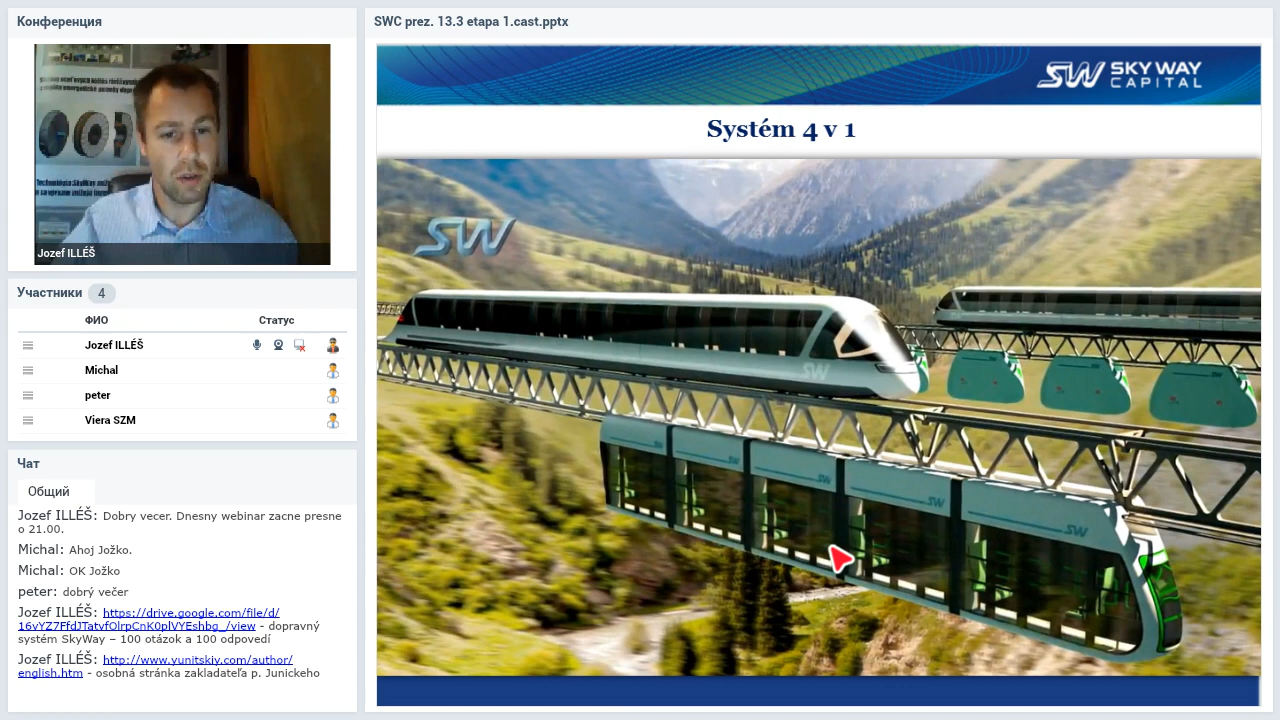 Конференция
Jozef ILLÉŠ
Участники 4
ФИО Статус
Jozef ILLÉŠ
Michal
peter
Viera SZM
Чат
Общий
Jozef ILLÉŠ: Dobry vecer. Dnesny webinar zacne presne
o 21.00.
Michal: Ahoj Jožko.
Michal: OK Jožko
peter: dobrý večer
Jozef ILLÉŠ: https://drive.google.com/file/d/
16vYZ7FfdJTatvfOlrpCnK0plVYEshbg_/view - dopravný
systém SkyWay – 100 otázok a 100 odpovedí
Jozef ILLÉŠ: http://www.yunitskiy.com/author/
english.htm - osobná stránka zakladateľa p. Junickeho
SWC prez. 13.3 etapa 1.cast.pptx
SW SKY WAY
CAPITAL
Systém 4 v 1
SW
SW
SW
SW
SW
SW
SW